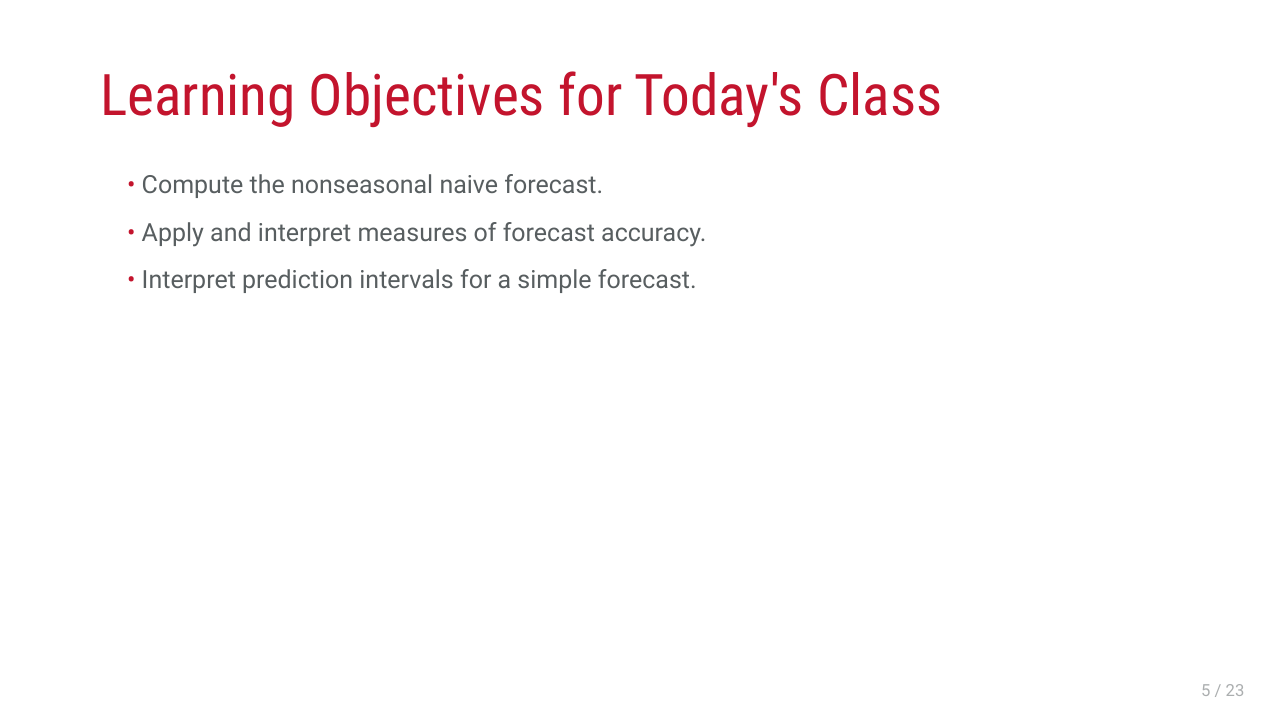 Learning Objectives for Today's Class
• Compute the nonseasonal naive forecast.
• Apply and interpret measures of forecast accuracy.
• Interpret prediction intervals for a simple forecast.
5 / 23